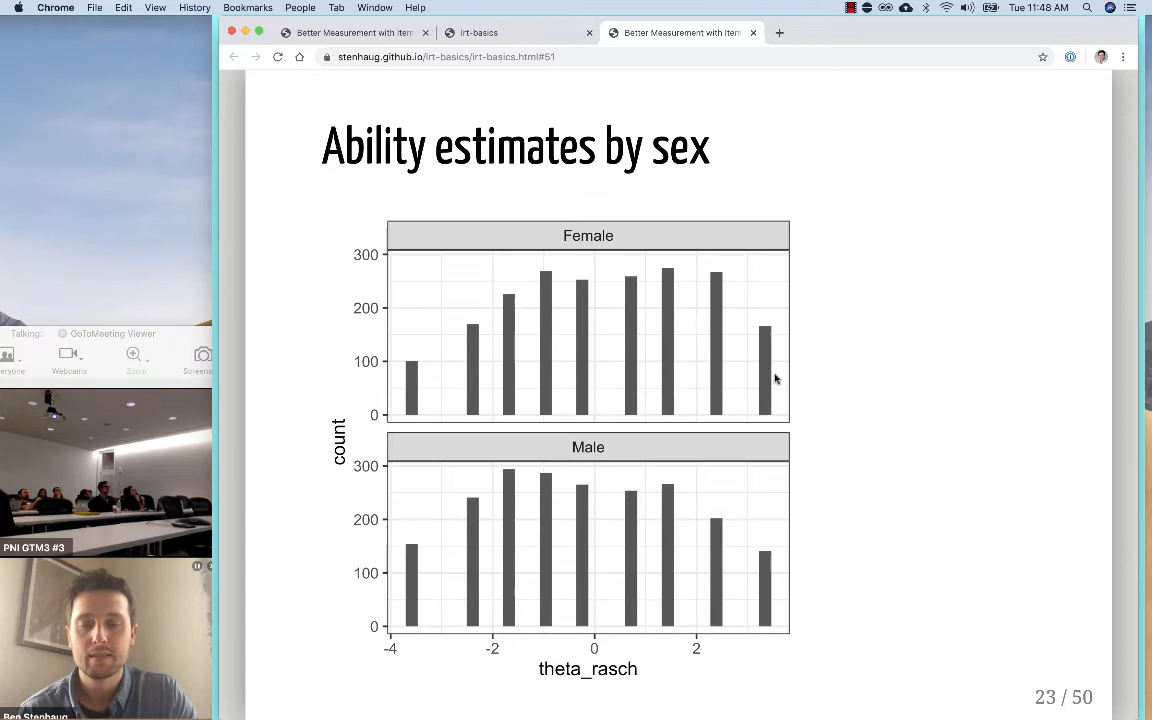 Chrome File Edit View History Bookmarks People Tab Window Help Tue 11:48 AM
Better Measurement with Item
irt-basics
Better Measurement with Item
stenhaug.github.io/irt-basics/irt-basics.html#51
Ability estimates by sex
Female
300
200
100
0
count
Male
300
200
100
0
-4 -2 0 2
theta_rasch
23 / 50
Talking: GoToMeeting Viewer
eryone Webcams Zoom Screens
PNI GTM3 #3
Ben Stenhaug